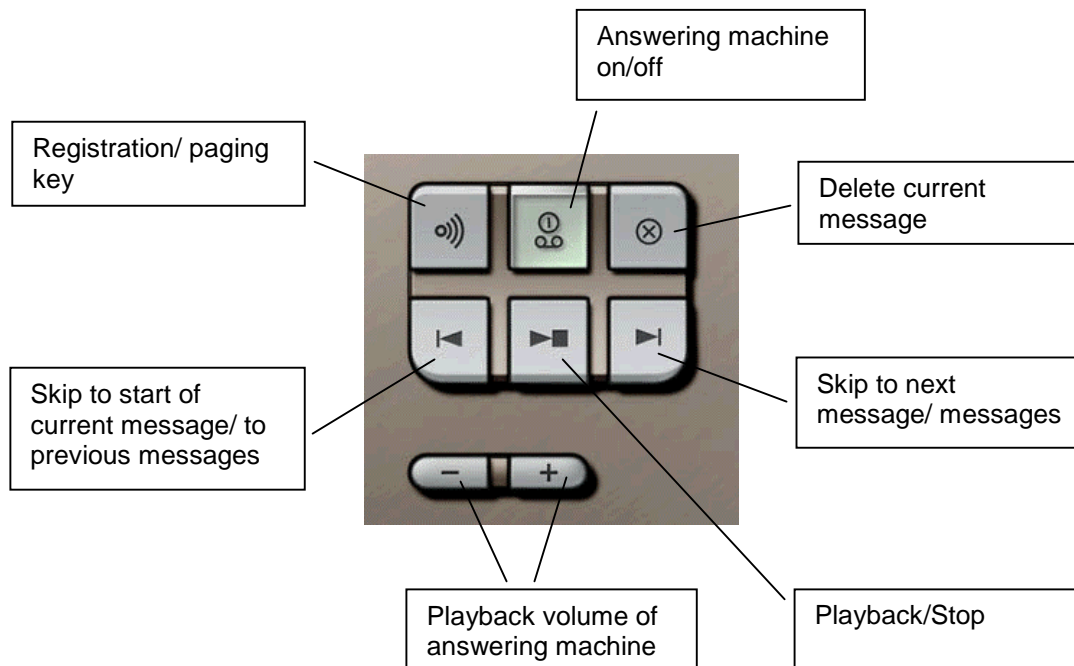 Answering machine
on/off
Registration/ paging
key
Delete current
message
Skip to start of
current message/ to
previous messages
Skip to next
message/ messages
Playback volume of
answering machine
Playback/Stop